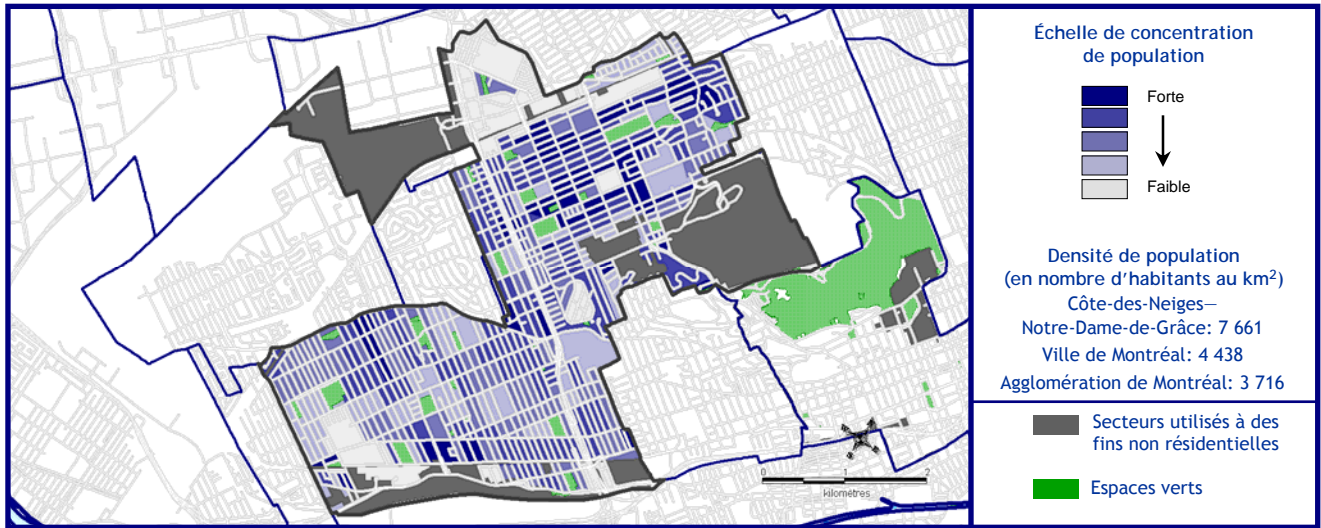 Échelle de concentration
de population
Forte
Faible
Densité de population
(en nombre d'habitants au km²)
Côte-des-Neiges—
Notre-Dame-de-Grâce: 7 661
Ville de Montréal: 4 438
Agglomération de Montréal: 3 716
Secteurs utilisés à des
fins non résidentielles
Espaces verts
0 1 2
kilomètres